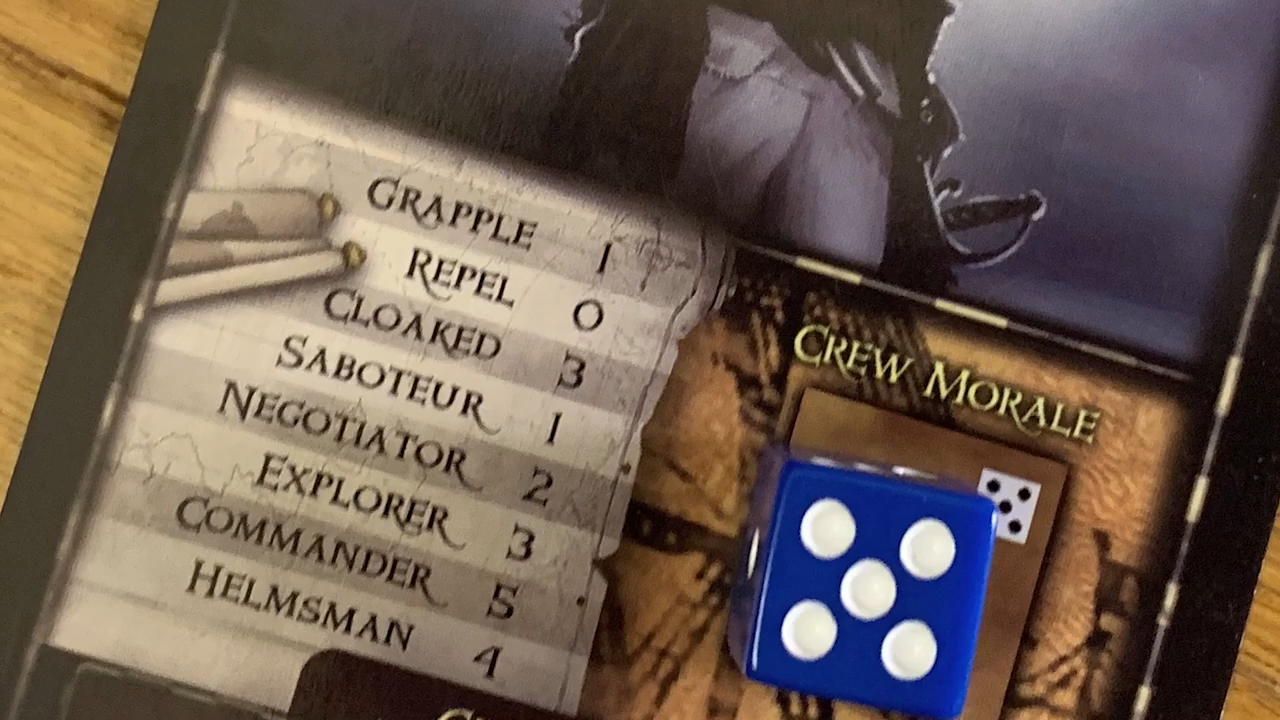 Grapple 1
Repel 0
Cloaked 3
Saboteur 1
Negotiator 2
Explorer 3
Commander 5
Helmsman 4
Crew Morale